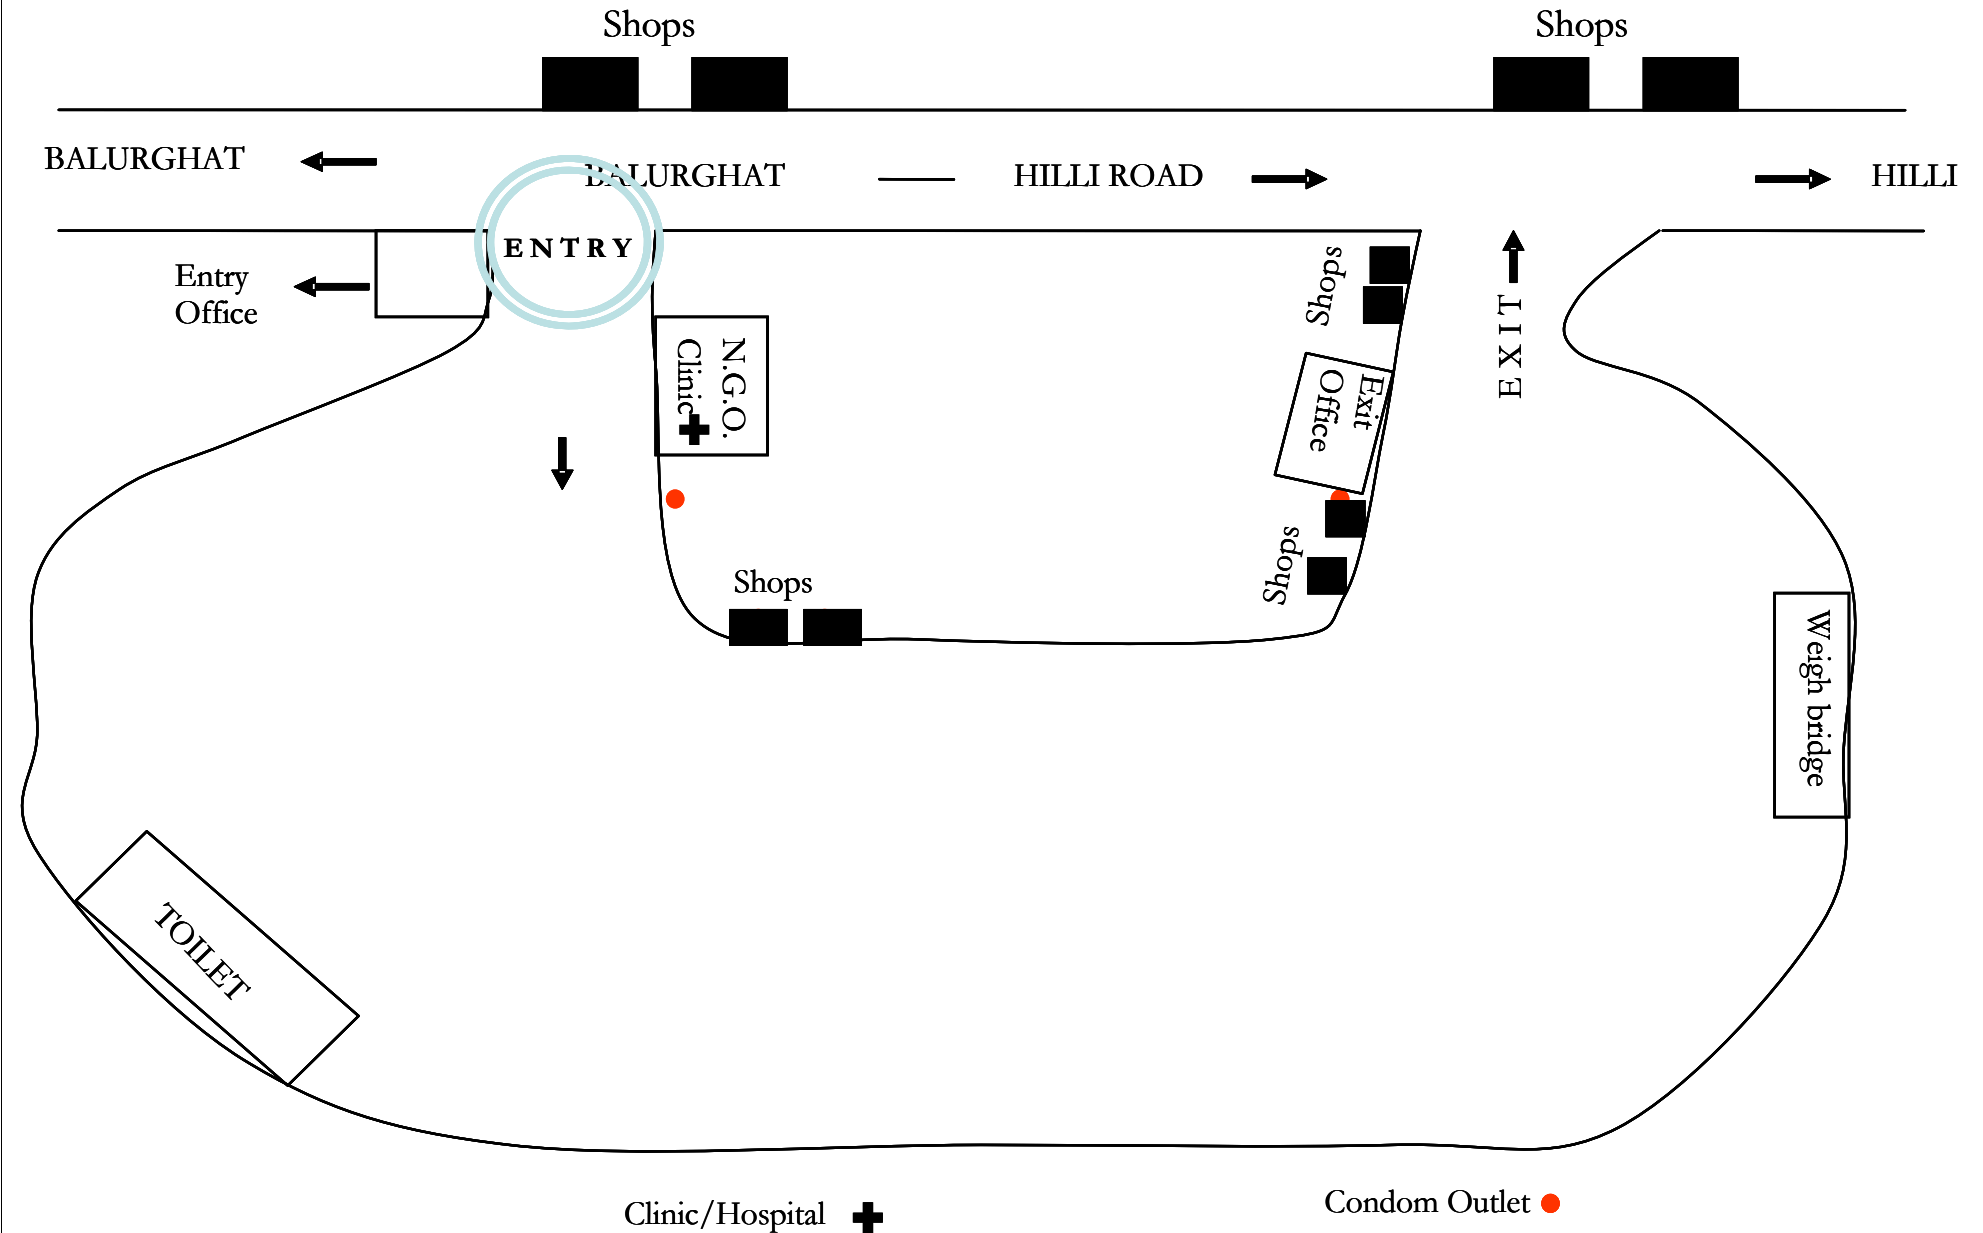 Shops
Shops
BALURGHAT
BALURGHAT — HILLI ROAD
HILLI
ENTRY
Entry
Office
N.G.O.
Clinic
Shops
Exit
Office
EXIT
Shops
Shops
Weigh bridge
TOILET
Clinic/Hospital
Condom Outlet